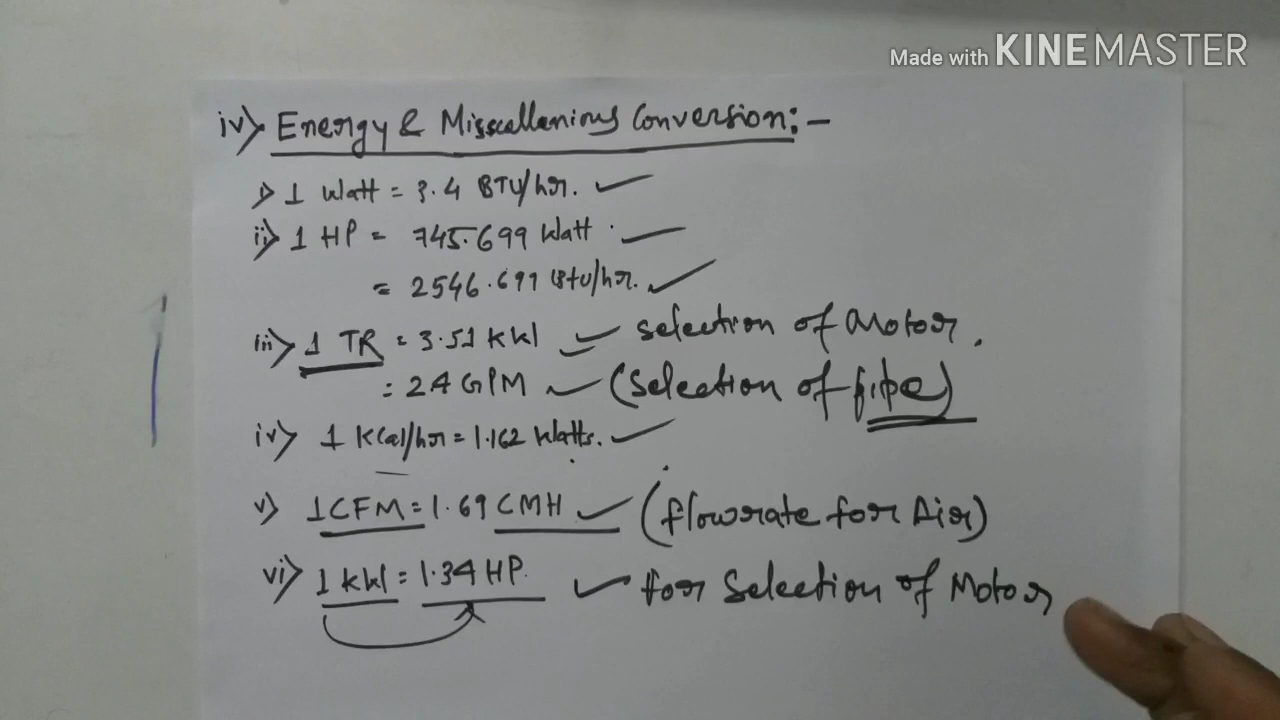 Made with KINEMASTER
iv) Energy & Misscellenious Conversion:-
i) 1 Watt = 3.4 BTU/hr.
ii) 1 HP = 745.699 Watt
= 2546.699 Btu/hr.
iii) 1 TR = 3.51 KW selection of Motor.
= 2.4 GPM (Selection of pipe)
iv) 1 Kcal/hr = 1.162 Watts.
v) 1 CFM = 1.69 CMH (flowrate for Air)
vi) 1 KW = 1.34 HP. for Selection of Motor